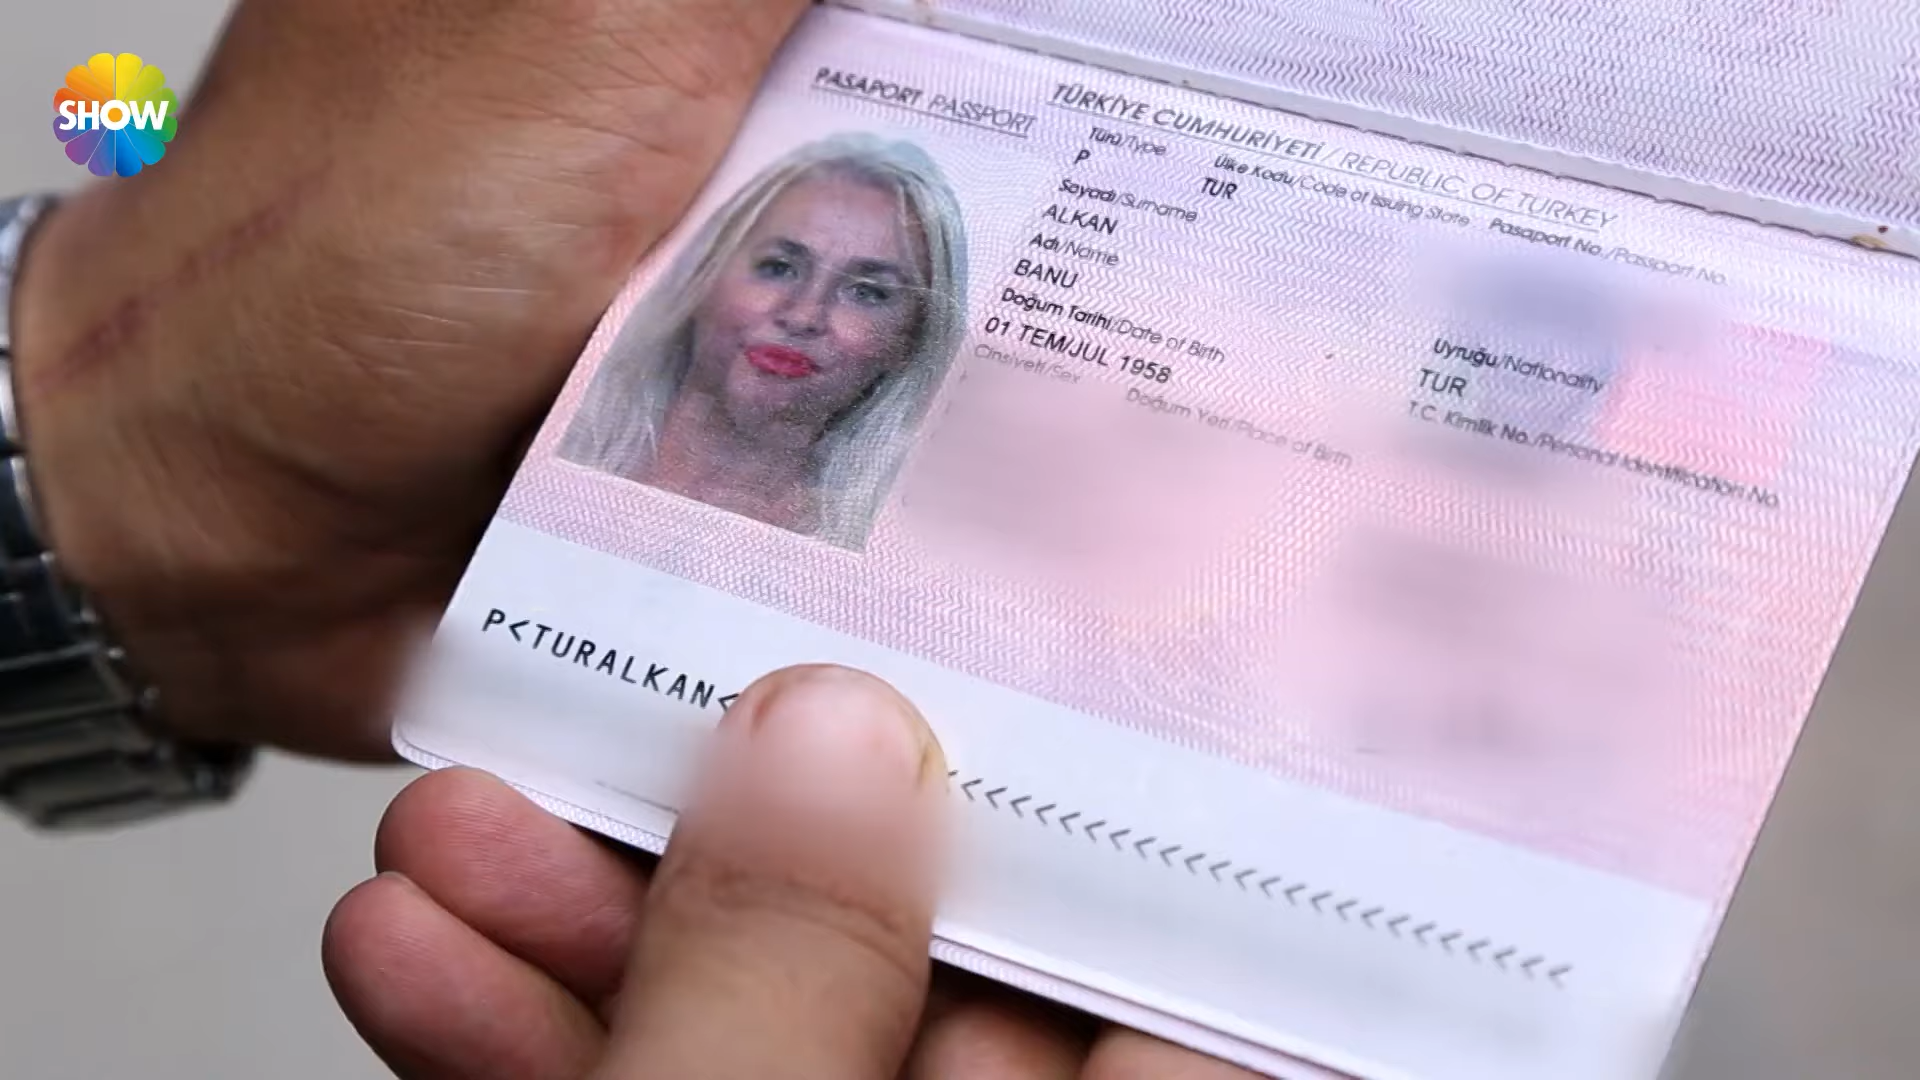 SHOW
PASAPORT PASSPORT
TÜRKİYE CUMHURİYETİ / REPUBLIC OF TURKEY
Türü/Type
Ülke Kodu/Code of Issuing State
Pasaport No./Passport No.
P
TUR
Soyadı/Surname
ALKAN
Adı/Name
BANU
Uyruğu/Nationality
TUR
Doğum Tarihi/Date of Birth
01 TEM/JUL 1958
T.C. Kimlik No./Personal Identification No.
Cinsiyeti/Sex
Doğum Yeri/Place of Birth
P<TURALKAN< <<<<<<<<<<<<<<<<<<<<<<<<<